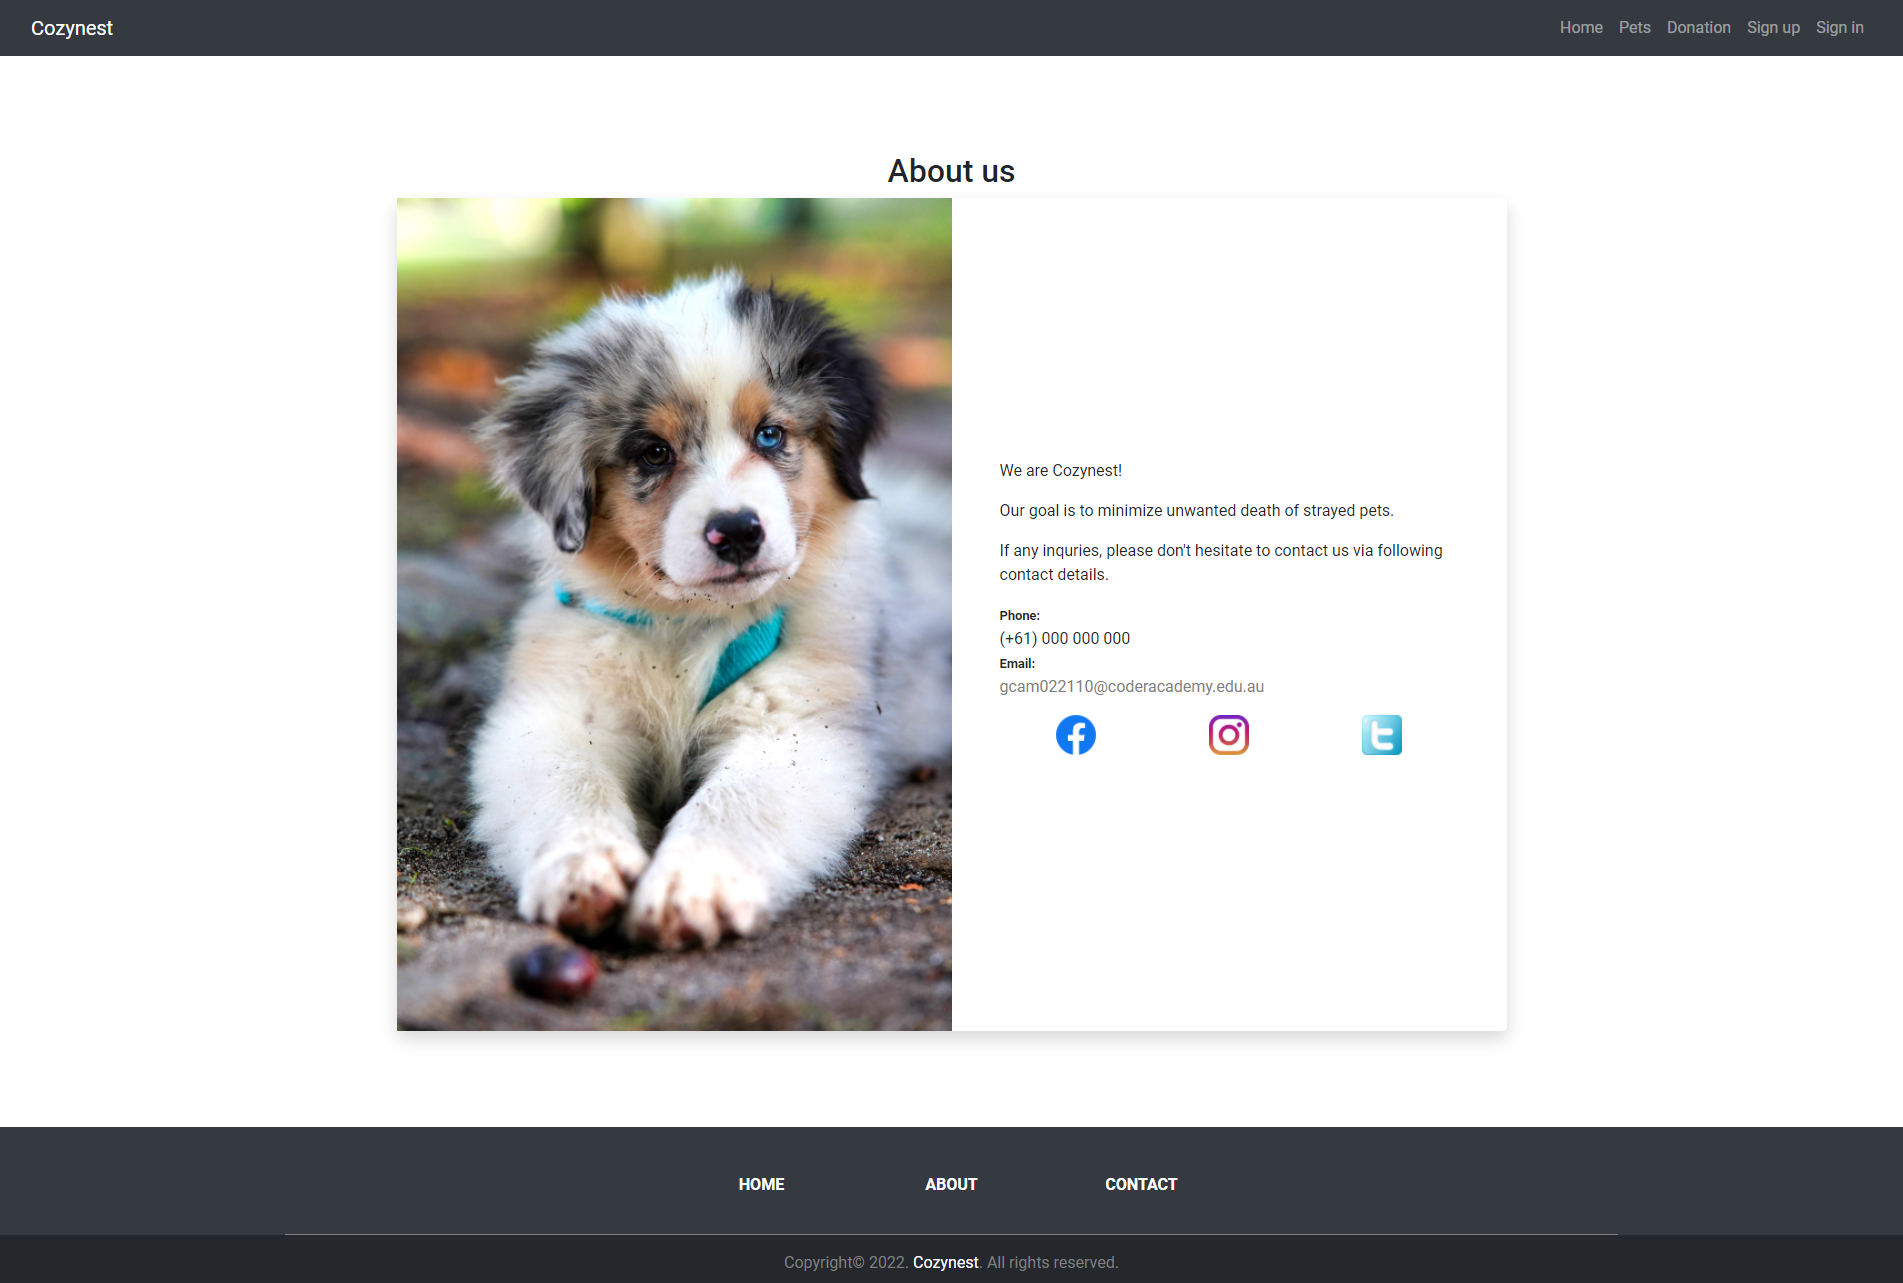 Cozynest
Home Pets Donation Sign up Sign in
About us
We are Cozynest!
Our goal is to minimize unwanted death of strayed pets.
If any inquries, please don't hesitate to contact us via following
contact details.
Phone:
(+61) 000 000 000
Email:
gcam022110@coderacademy.edu.au
HOME ABOUT CONTACT
Copyright© 2022. Cozynest. All rights reserved.